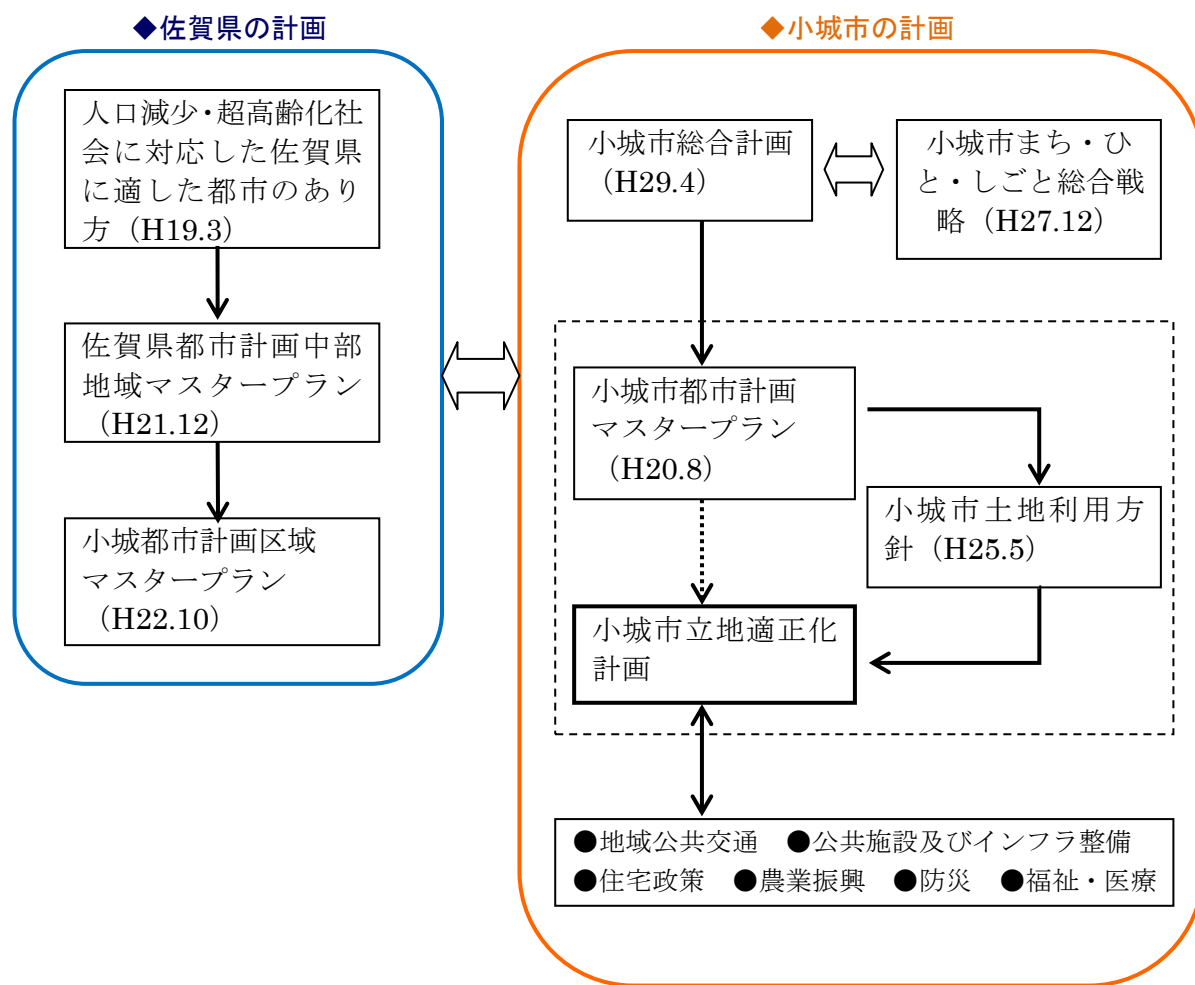 ◆佐賀県の計画
人口減少・超高齢化社
会に対応した佐賀県
に適した都市のあり
方（H19.3）
佐賀県都市計画中部
地域マスタープラン
（H21.12）
小城都市計画区域
マスタープラン
（H22.10）
◆小城市の計画
小城市総合計画
（H29.4）
小城市まち・ひ
と・しごと総合戦
略（H27.12）
小城市都市計画
マスタープラン
（H20.8）
小城市土地利用方
針（H25.5）
小城市立地適正化
計画
●地域公共交通　●公共施設及びインフラ整備
●住宅政策　●農業振興　●防災　●福祉・医療